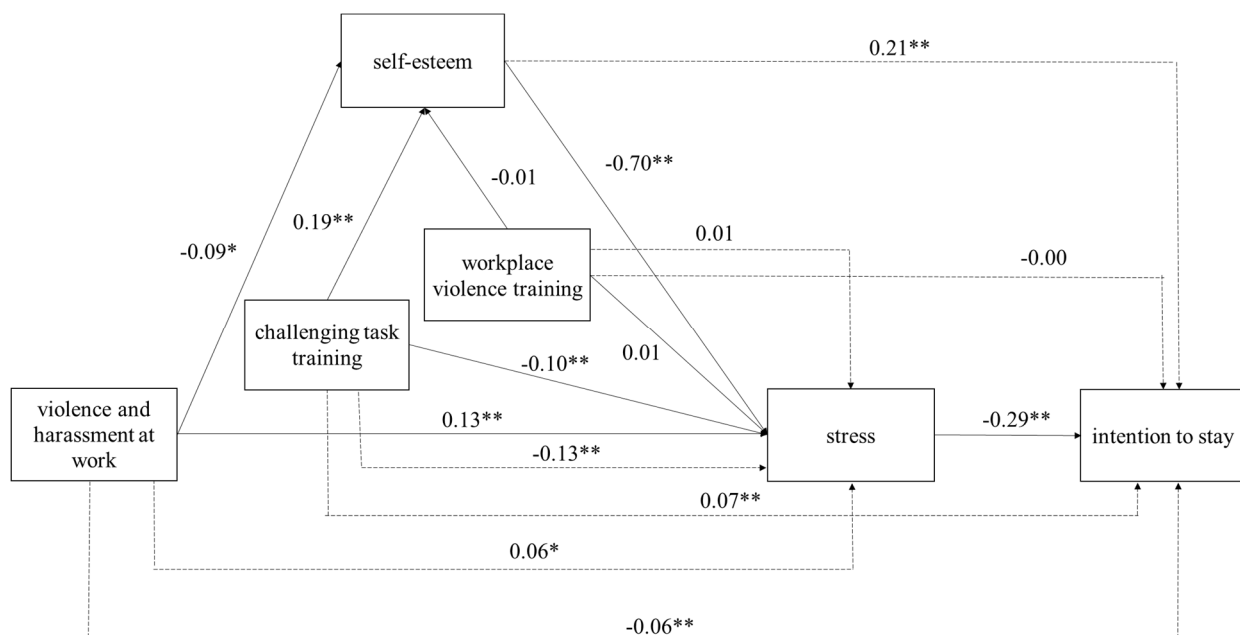 0.21**
self-esteem
-0.70**
-0.01
0.19**
0.01
-0.09*
workplace
violence training
-0.00
challenging task
training
0.01
-0.10**
violence and
harassment at
work
0.13**
stress
-0.29**
intention to stay
-0.13**
0.07**
0.06*
-0.06**